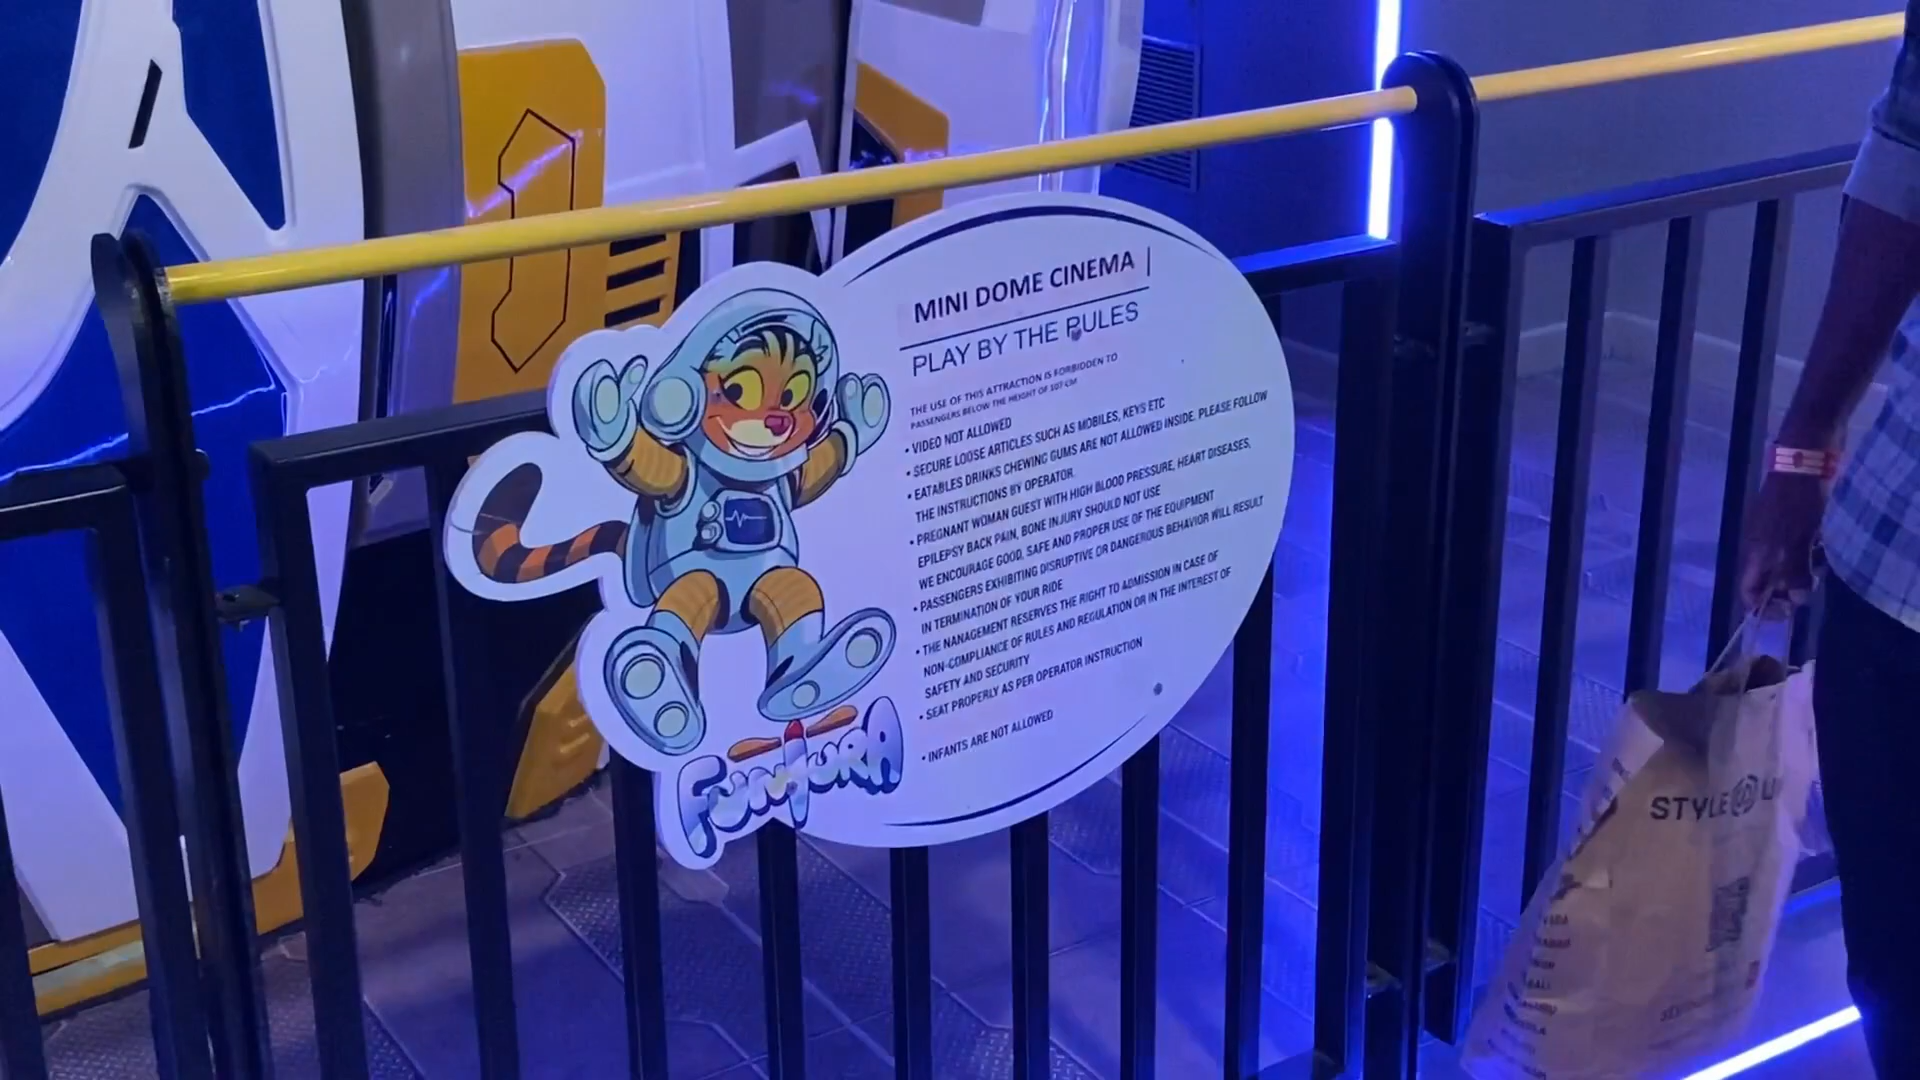 MINI DOME CINEMA |
PLAY BY THE RULES
THE USE OF THIS ATTRACTION IS FORBIDDEN TO
PASSENGERS BELOW THE HEIGHT OF 107 CM
• VIDEO NOT ALLOWED
• SECURE LOOSE ARTICLES SUCH AS MOBILES, KEYS ETC
• EATABLES DRINKS CHEWING GUMS ARE NOT ALLOWED INSIDE. PLEASE FOLLOW
THE INSTRUCTIONS BY OPERATOR.
• PREGNANT WOMAN GUEST WITH HIGH BLOOD PRESSURE, HEART DISEASES,
EPILEPSY BACK PAIN, BONE INJURY SHOULD NOT USE
WE ENCOURAGE GOOD, SAFE AND PROPER USE OF THE EQUIPMENT
• PASSENGERS EXHIBITING DISRUPTIVE OR DANGEROUS BEHAVIOR WILL RESULT
IN TERMINATION OF YOUR RIDE
• THE NANAGEMENT RESERVES THE RIGHT TO ADMISSION IN CASE OF
NON-COMPLIANCE OF RULES AND REGULATION OR IN THE INTEREST OF
SAFETY AND SECURITY
• SEAT PROPERLY AS PER OPERATOR INSTRUCTION
• INFANTS ARE NOT ALLOWED
FUNTURA
STYLE U